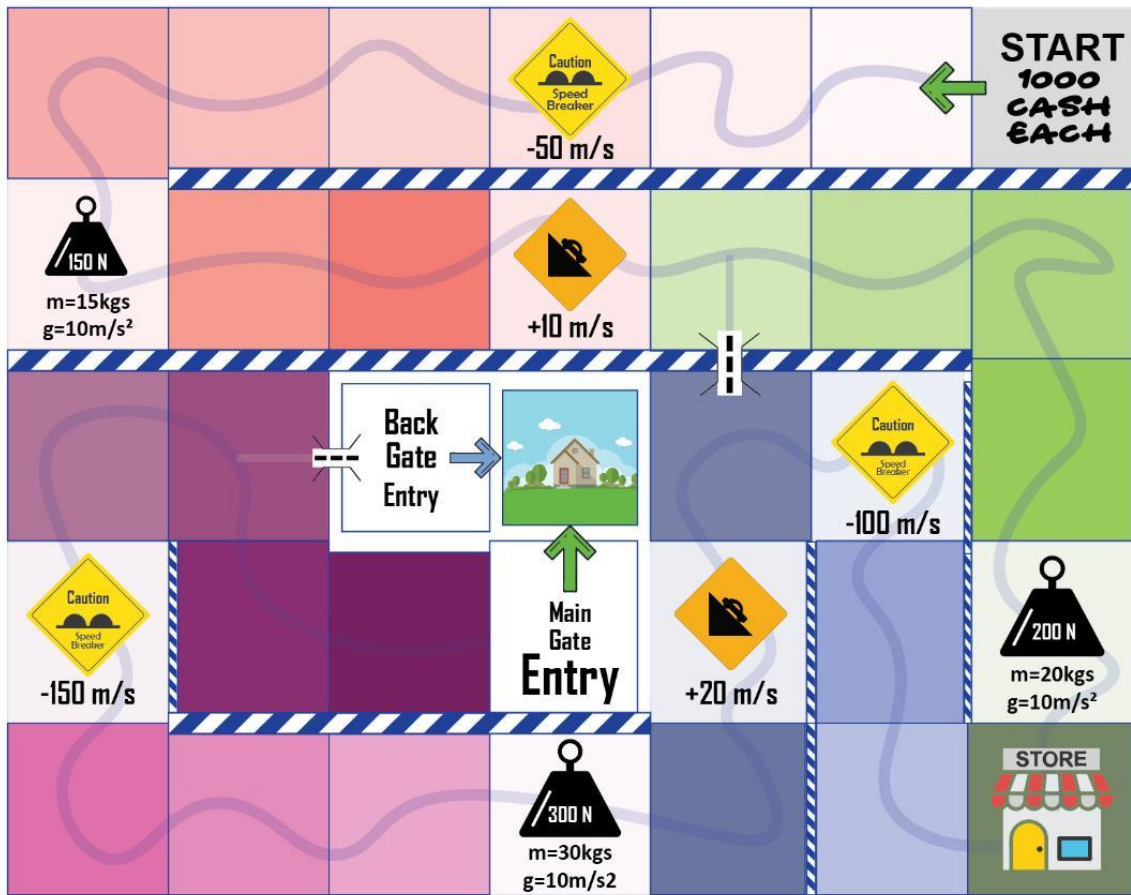 START
1000
CASH
EACH
Caution
Speed
Breaker
-50 m/s
150 N
m=15kgs
g=10m/s²
+10 m/s
Back
Gate
Entry
Caution
Speed
Breaker
-100 m/s
Caution
Speed
Breaker
-150 m/s
Main
Gate
Entry
+20 m/s
200 N
m=20kgs
g=10m/s²
300 N
m=30kgs
g=10m/s2
STORE